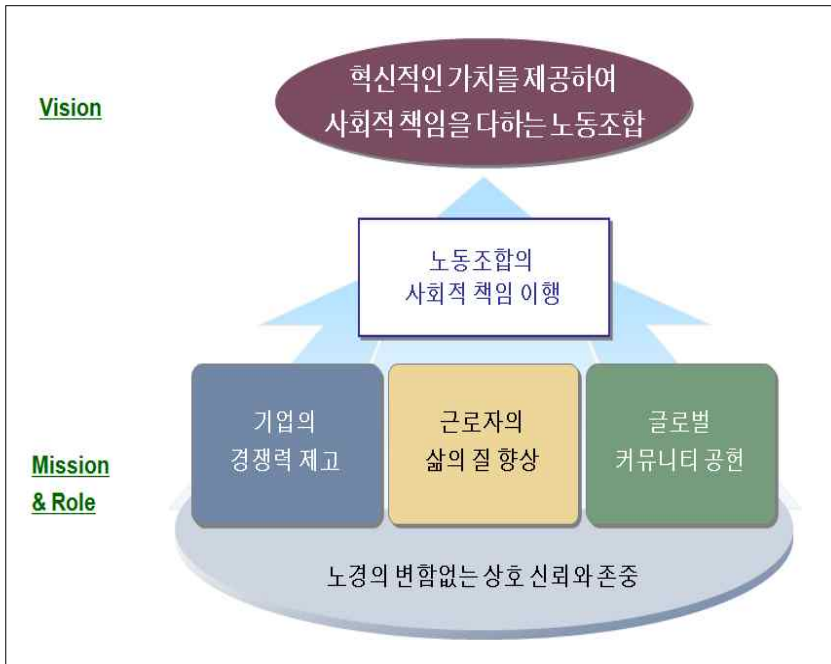 Vision
혁신적인 가치를 제공하여
사회적 책임을 다하는 노동조합
노동조합의
사회적 책임 이행
Mission
& Role
기업의
경쟁력 제고
근로자의
삶의 질 향상
글로벌
커뮤니티 공헌
노경의 변함없는 상호 신뢰와 존중